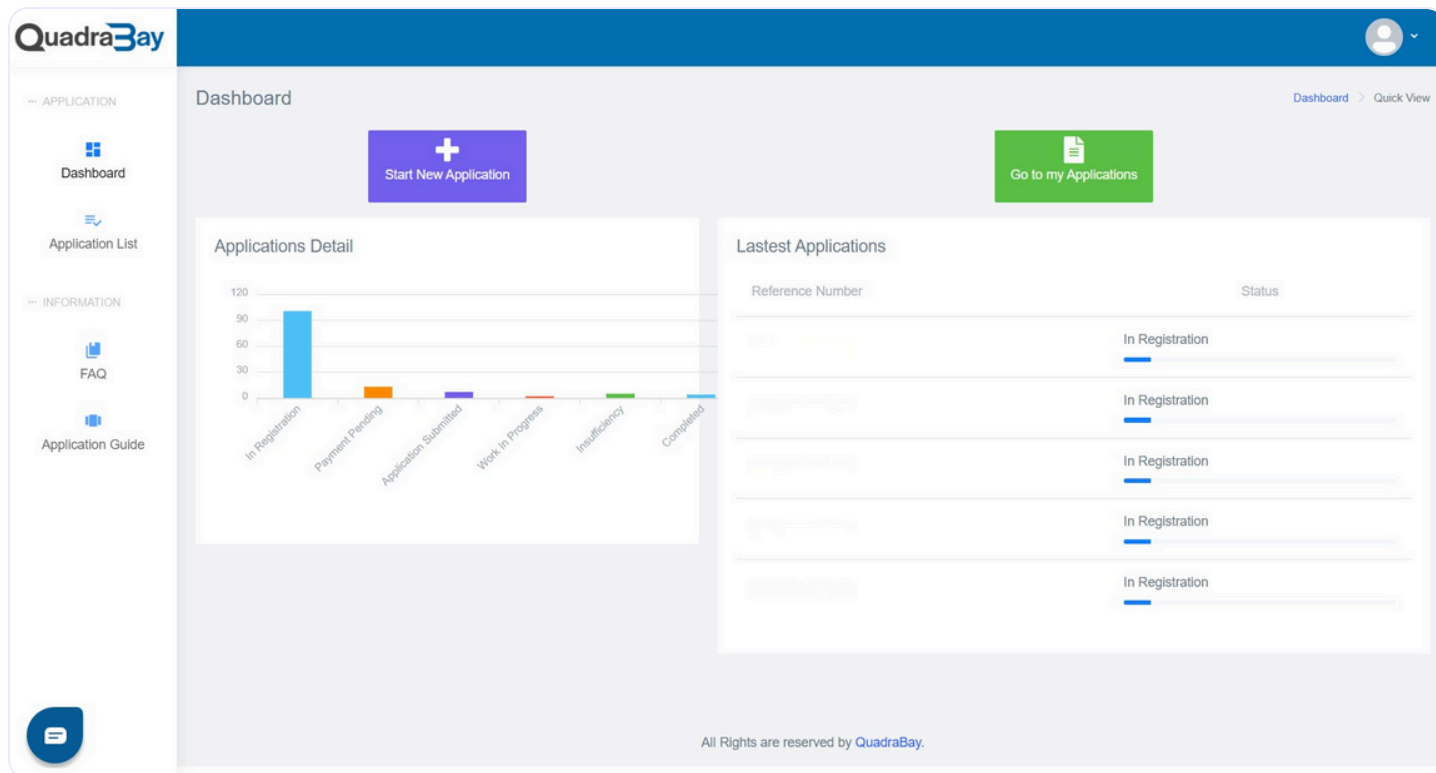 QuadraBay
APPLICATION
Dashboard
Application List
INFORMATION
FAQ
Application Guide
Dashboard
Dashboard > Quick View
Start New Application
Go to my Applications
Applications Detail
120
90
60
30
0
In Registration
Payment Pending
Application Submitted
Work In Progress
Insufficiency
Completed
Lastest Applications
Reference Number Status
In Registration
In Registration
In Registration
In Registration
In Registration
All Rights are reserved by QuadraBay.